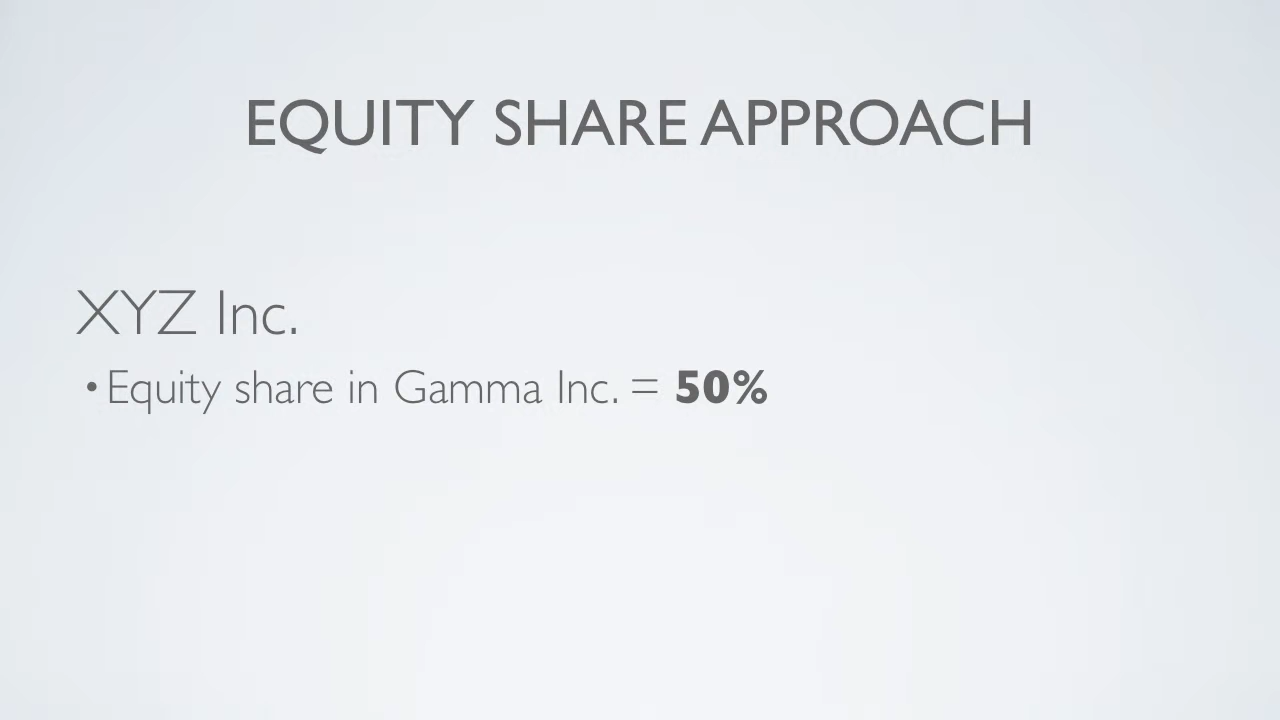 EQUITY SHARE APPROACH
XYZ Inc.
• Equity share in Gamma Inc. = 50%